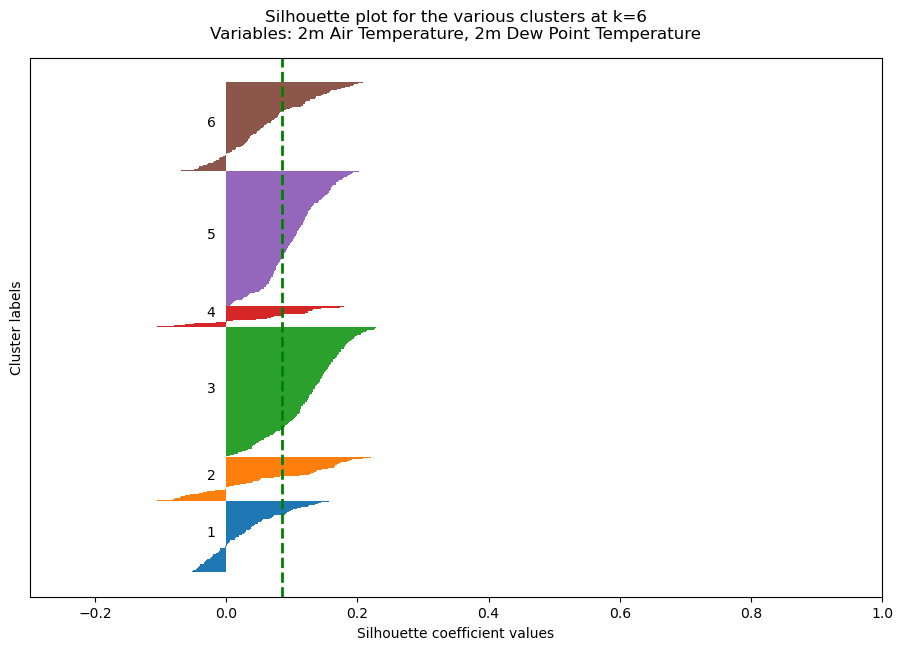 Silhouette plot for the various clusters at k=6
Variables: 2m Air Temperature, 2m Dew Point Temperature
6
5
4
3
2
1
Cluster labels
−0.2 0.0 0.2 0.4 0.6 0.8 1.0
Silhouette coefficient values